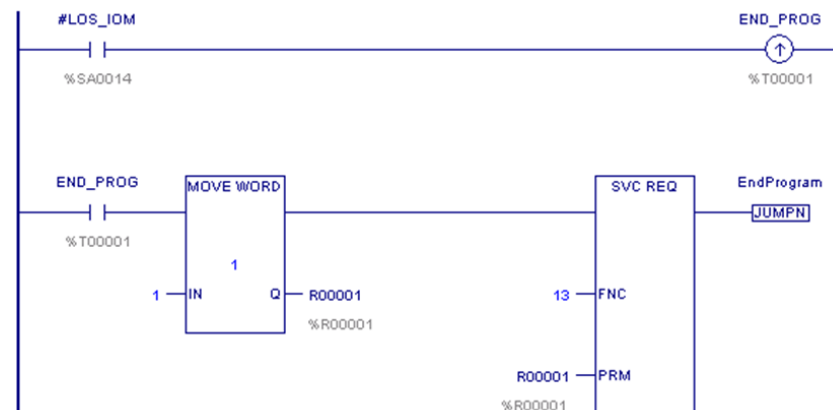 #LOS_IOM END_PROG
%SA0014 %T00001
END_PROG MOVE WORD SVC REQ EndProgram
JUMPN
%T00001
1
1 IN Q R00001 13 FNC
%R00001
R00001 PRM
%R00001